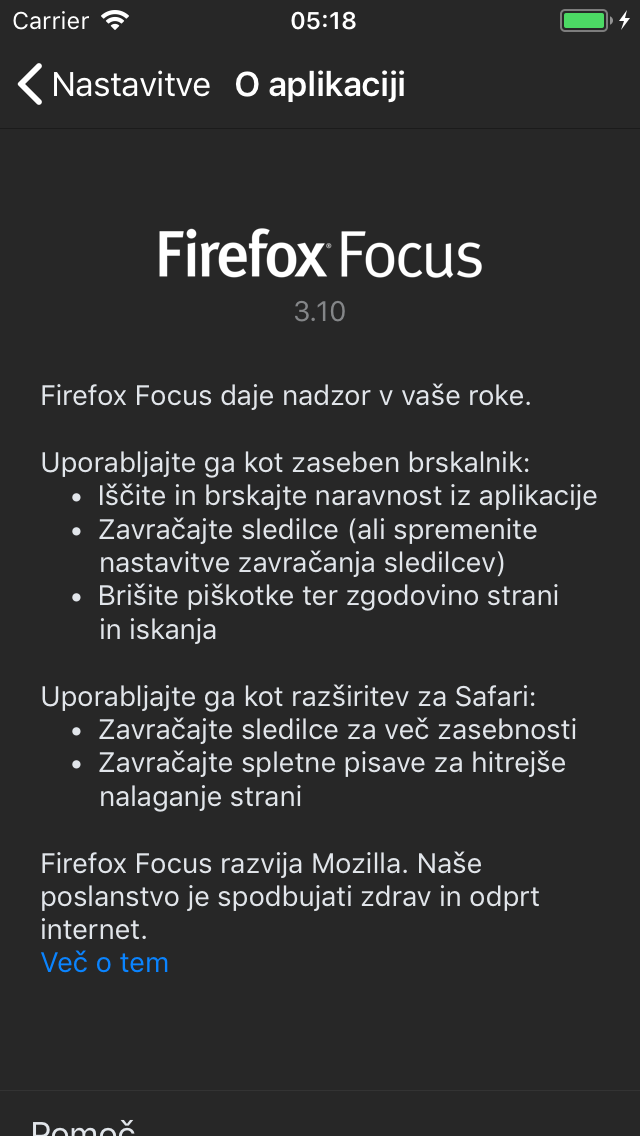 Carrier 05:18
Nastavitve O aplikaciji
Firefox® Focus
3.10
Firefox Focus daje nadzor v vaše roke.
Uporabljajte ga kot zaseben brskalnik:
• Iščite in brskajte naravnost iz aplikacije
• Zavračajte sledilce (ali spremenite
nastavitve zavračanja sledilcev)
• Brišite piškotke ter zgodovino strani
in iskanja
Uporabljajte ga kot razširitev za Safari:
• Zavračajte sledilce za več zasebnosti
• Zavračajte spletne pisave za hitrejše
nalaganje strani
Firefox Focus razvija Mozilla. Naše
poslanstvo je spodbujati zdrav in odprt
internet.
Več o tem
Pomoč